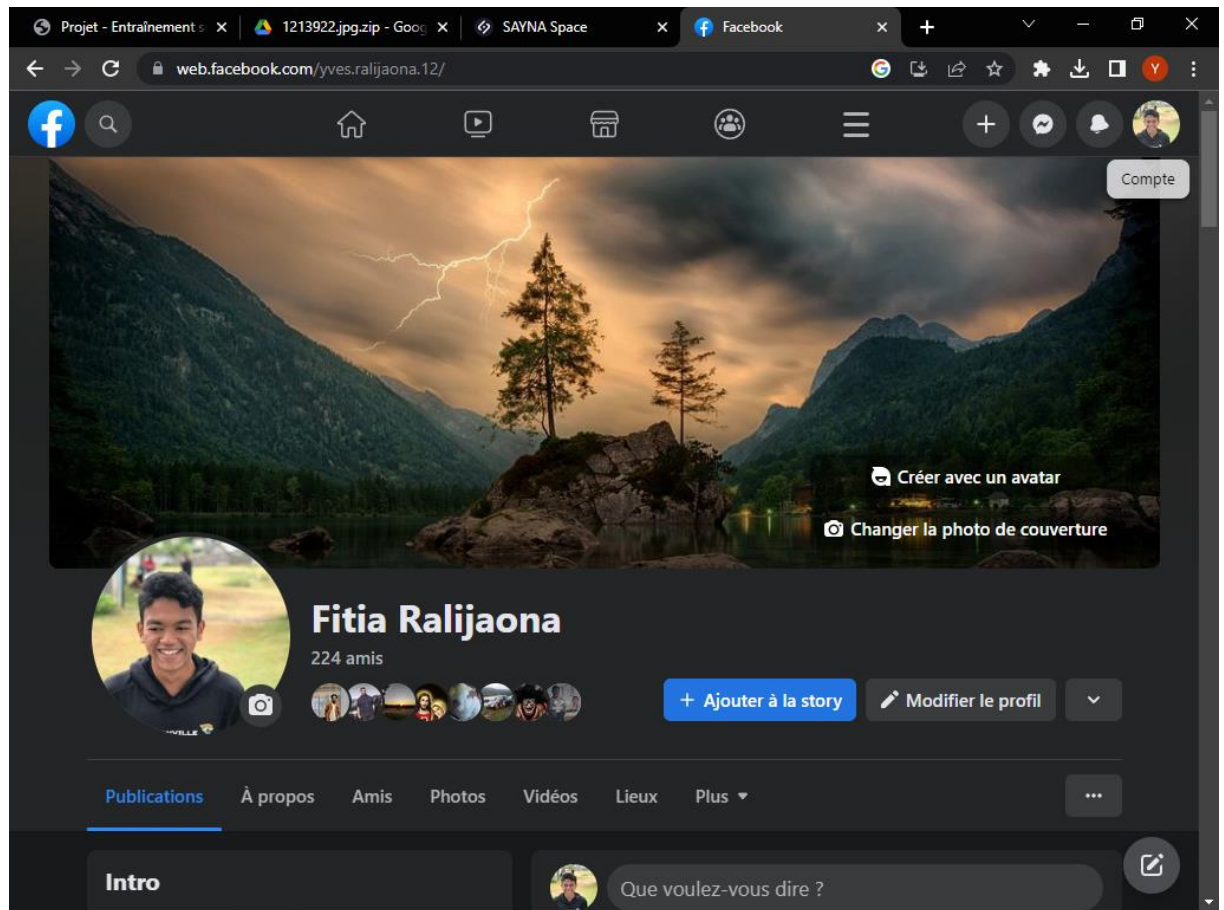 Projet - Entraînement s
1213922.jpg.zip - Goog
SAYNA Space
Facebook
web.facebook.com/yves.ralijaona.12/
Y
Compte
Créer avec un avatar
Changer la photo de couverture
Fitia Ralijaona
224 amis
+ Ajouter à la story
Modifier le profil
Publications
À propos
Amis
Photos
Vidéos
Lieux
Plus
Intro
Que voulez-vous dire ?